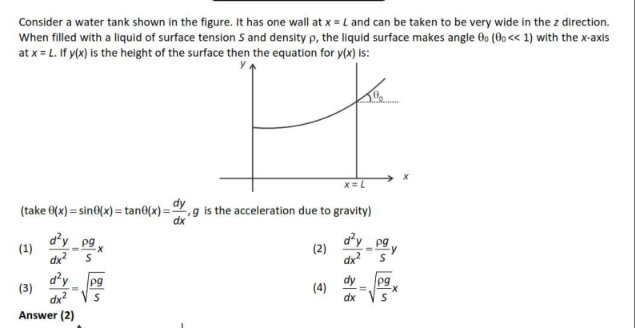 Consider a water tank shown in the figure. It has one wall at x = L and can be taken to be very wide in the z direction.
When filled with a liquid of surface tension S and density ρ, the liquid surface makes angle θ₀ (θ₀ << 1) with the x-axis
at x = L. If y(x) is the height of the surface then the equation for y(x) is:
y
θ₀
x
x = L
(take θ(x) = sinθ(x) = tanθ(x) = dy/dx, g is the acceleration due to gravity)
(1) d²y/dx² = ρg/S x
(2) d²y/dx² = ρg/S y
(3) d²y/dx² = √(ρg/S)
(4) dy/dx = √(ρg/S) x
Answer (2)